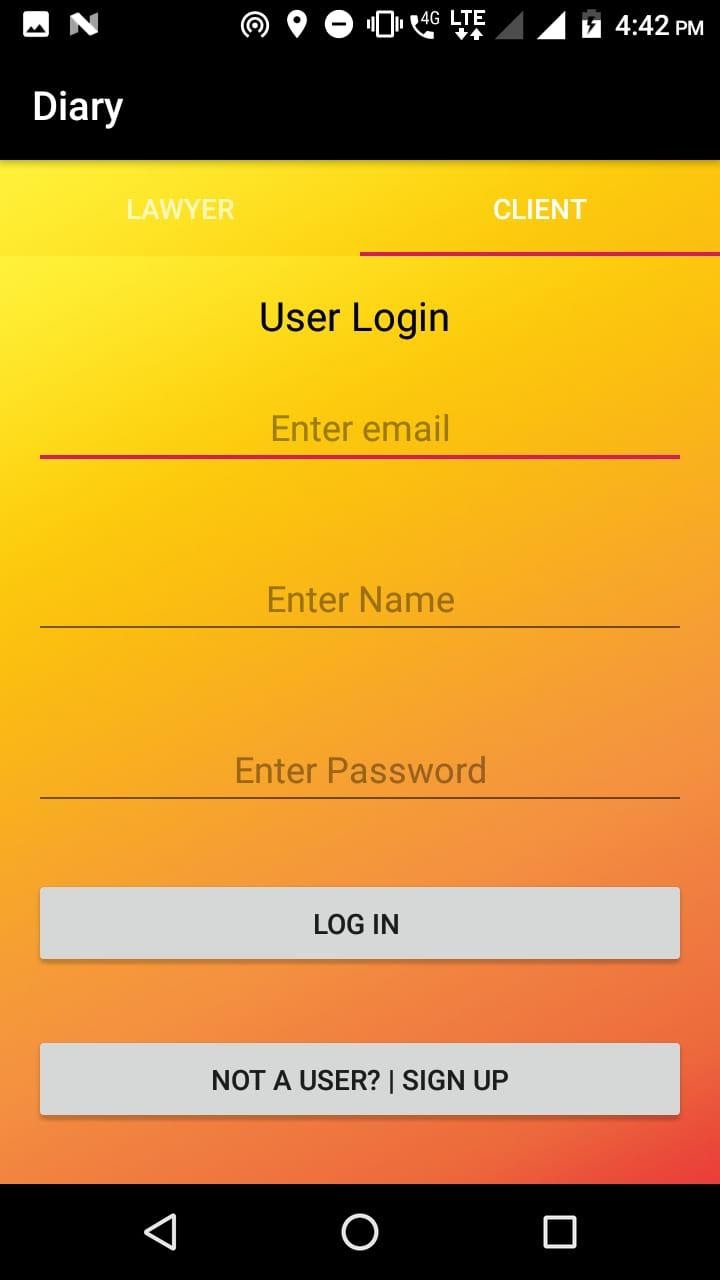 4G LTE 4:42 PM
Diary
LAWYER CLIENT
User Login
Enter email
Enter Name
Enter Password
LOG IN
NOT A USER? | SIGN UP